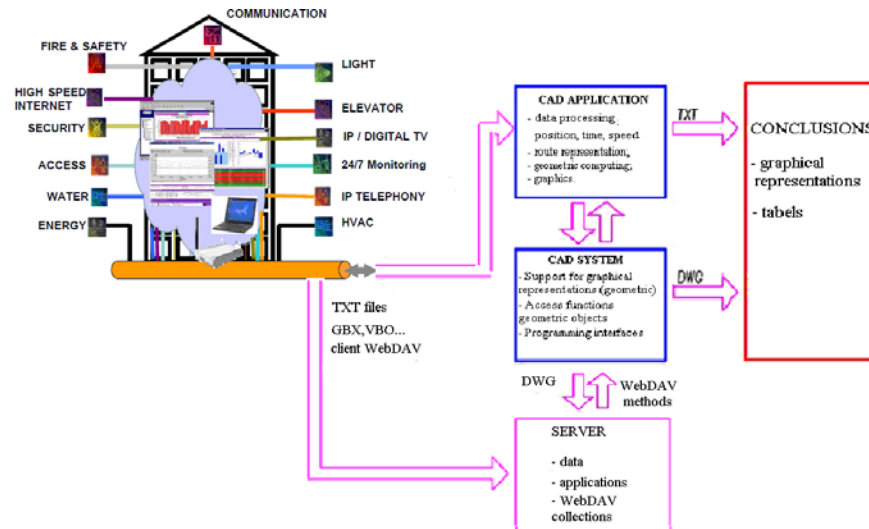 COMMUNICATION
FIRE & SAFETY
HIGH SPEED
INTERNET
SECURITY
ACCESS
WATER
ENERGY
LIGHT
ELEVATOR
IP / DIGITAL TV
24/7 Monitoring
IP TELEPHONY
HVAC
TXT files
GBX,VBO...
client WebDAV
CAD APPLICATION
- data processing;
position, time, speed
- route representation;
- geometric computing;
- graphics.
TXT
CAD SYSTEM
- Support for graphical
representations (geometric)
- Access functions
geometric objects
- Programming interfaces
DWG
DWG
WebDAV
methods
SERVER
- data
- applications
- WebDAV
collections
CONCLUSIONS
- graphical
representations
- tabels